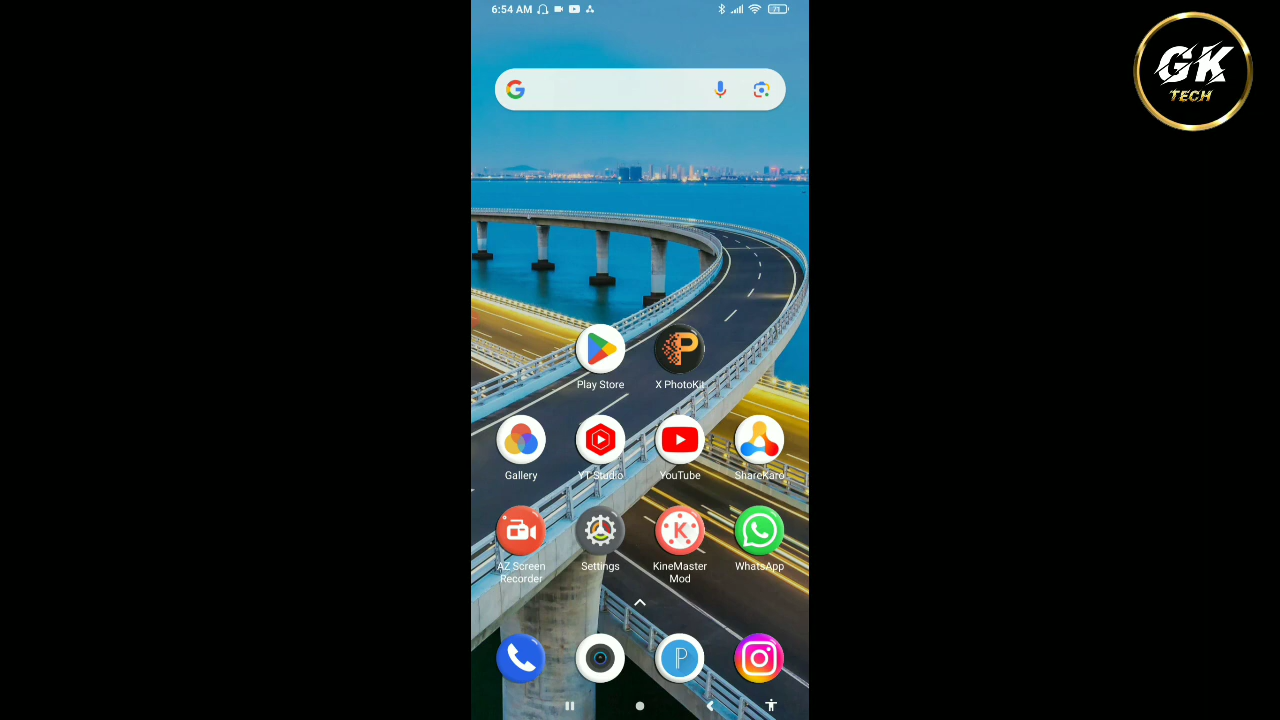 6:54 AM
71
GK
TECH
Play Store
X PhotoKit
Gallery
YT Studio
YouTube
ShareKaro
AZ Screen
Recorder
Settings
KineMaster
Mod
WhatsApp